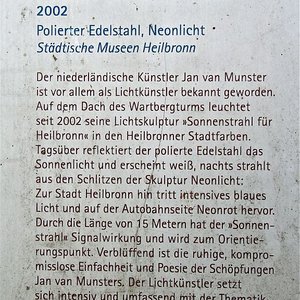 2002
Polierter Edelstahl, Neonlicht
Städtische Museen Heilbronn
Der niederländische Künstler Jan van Munster
ist vor allem als Lichtkünstler bekannt geworden.
Auf dem Dach des Wartbergturms leuchtet
seit 2002 seine Lichtskulptur »Sonnenstrahl für
Heilbronn« in den Heilbronner Stadtfarben.
Tagsüber reflektiert der polierte Edelstahl das
Sonnenlicht und erscheint weiß, nachts strahlt
aus den Schlitzen der Skulptur Neonlicht:
Zur Stadt Heilbronn hin tritt intensives blaues
Licht und auf der Autobahnseite Neonrot hervor.
Durch die Länge von 15 Metern hat der »Sonnen-
strahl« Signalwirkung und wird zum Orientie-
rungspunkt. Verblüffend ist die ruhige, kompro-
misslose Einfachheit und Poesie der Schöpfungen
Jan van Munsters. Der Lichtkünstler setzt
sich intensiv und umfassend mit der Thematik